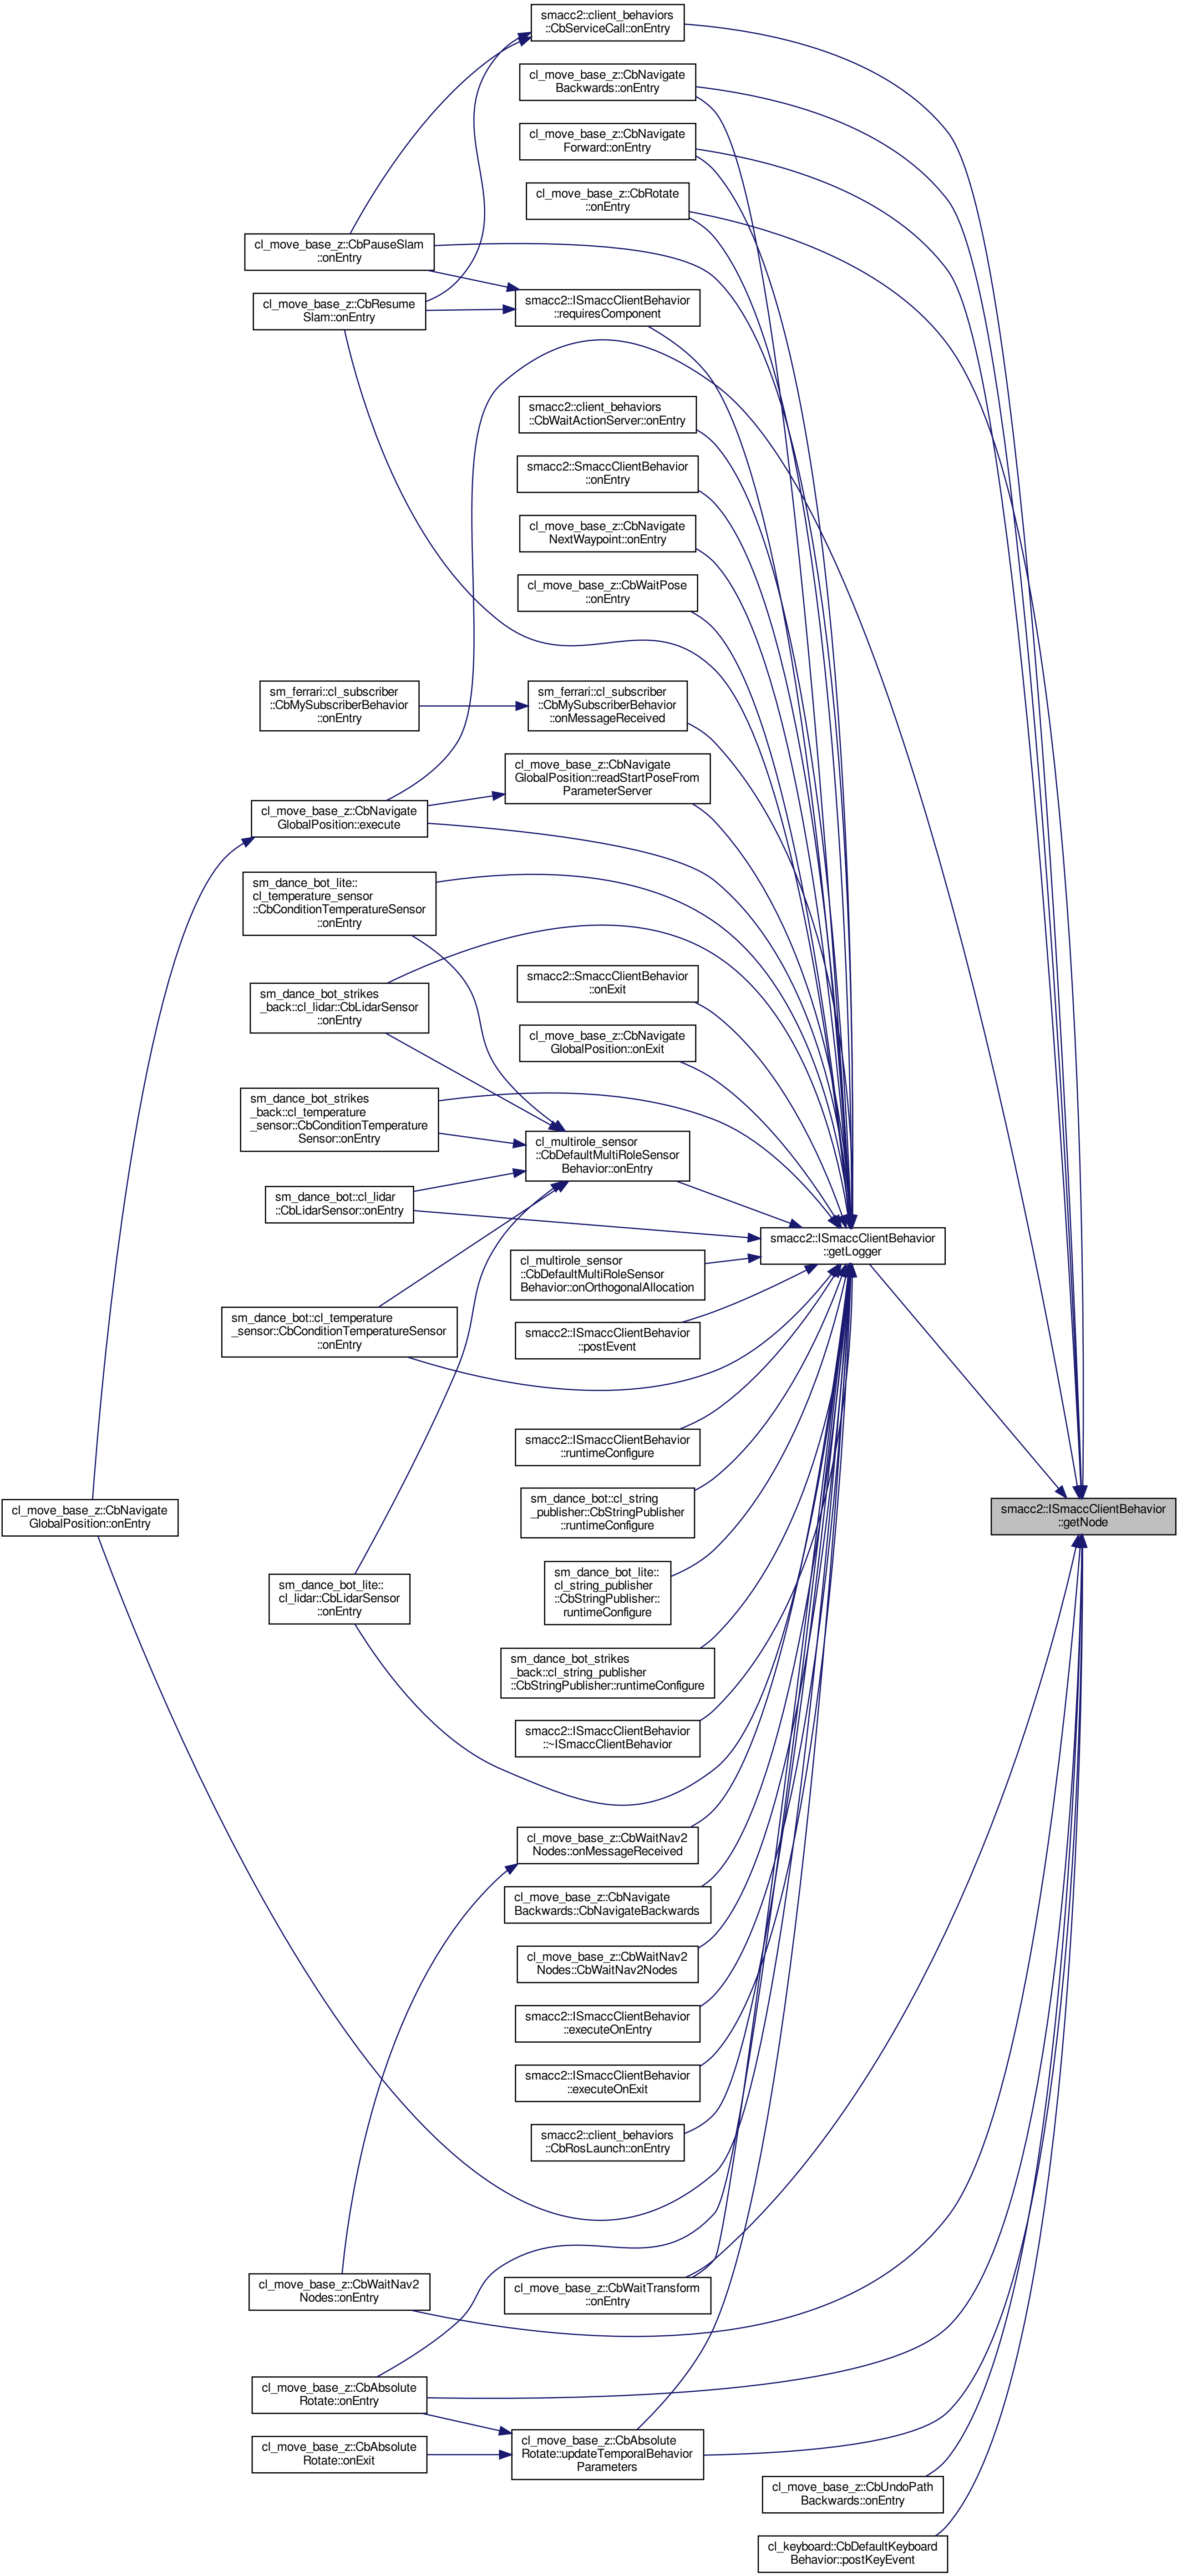 smacc2::client_behaviors
::CbServiceCall::onEntry
cl_move_base_z::CbNavigate
Backwards::onEntry
cl_move_base_z::CbNavigate
Forward::onEntry
cl_move_base_z::CbRotate
::onEntry
cl_move_base_z::CbPauseSlam
::onEntry
cl_move_base_z::CbResume
Slam::onEntry
smacc2::ISmaccClientBehavior
::requiresComponent
smacc2::client_behaviors
::CbWaitActionServer::onEntry
smacc2::SmaccClientBehavior
::onEntry
cl_move_base_z::CbNavigate
NextWaypoint::onEntry
cl_move_base_z::CbWaitPose
::onEntry
sm_ferrari::cl_subscriber
::CbMySubscriberBehavior
::onEntry
sm_ferrari::cl_subscriber
::CbMySubscriberBehavior
::onMessageReceived
cl_move_base_z::CbNavigate
GlobalPosition::readStartPoseFrom
ParameterServer
cl_move_base_z::CbNavigate
GlobalPosition::execute
sm_dance_bot_lite::
cl_temperature_sensor
::CbConditionTemperatureSensor
::onEntry
sm_dance_bot_strikes
_back::cl_lidar::CbLidarSensor
::onEntry
smacc2::SmaccClientBehavior
::onExit
cl_move_base_z::CbNavigate
GlobalPosition::onExit
sm_dance_bot_strikes
_back::cl_temperature
_sensor::CbConditionTemperature
Sensor::onEntry
cl_multirole_sensor
::CbDefaultMultiRoleSensor
Behavior::onEntry
sm_dance_bot::cl_lidar
::CbLidarSensor::onEntry
smacc2::ISmaccClientBehavior
::getLogger
cl_multirole_sensor
::CbDefaultMultiRoleSensor
Behavior::onOrthogonalAllocation
sm_dance_bot::cl_temperature
_sensor::CbConditionTemperatureSensor
::onEntry
smacc2::ISmaccClientBehavior
::postEvent
smacc2::ISmaccClientBehavior
::runtimeConfigure
sm_dance_bot::cl_string
_publisher::CbStringPublisher
::runtimeConfigure
cl_move_base_z::CbNavigate
GlobalPosition::onEntry
smacc2::ISmaccClientBehavior
::getNode
sm_dance_bot_lite::
cl_string_publisher
::CbStringPublisher::
runtimeConfigure
sm_dance_bot_lite::
cl_lidar::CbLidarSensor
::onEntry
sm_dance_bot_strikes
_back::cl_string_publisher
::CbStringPublisher::runtimeConfigure
smacc2::ISmaccClientBehavior
::~ISmaccClientBehavior
cl_move_base_z::CbWaitNav2
Nodes::onMessageReceived
cl_move_base_z::CbNavigate
Backwards::CbNavigateBackwards
cl_move_base_z::CbWaitNav2
Nodes::CbWaitNav2Nodes
smacc2::ISmaccClientBehavior
::executeOnEntry
smacc2::ISmaccClientBehavior
::executeOnExit
smacc2::client_behaviors
::CbRosLaunch::onEntry
cl_move_base_z::CbWaitNav2
Nodes::onEntry
cl_move_base_z::CbWaitTransform
::onEntry
cl_move_base_z::CbAbsolute
Rotate::onEntry
cl_move_base_z::CbAbsolute
Rotate::onExit
cl_move_base_z::CbAbsolute
Rotate::updateTemporalBehavior
Parameters
cl_move_base_z::CbUndoPath
Backwards::onEntry
cl_keyboard::CbDefaultKeyboard
Behavior::postKeyEvent